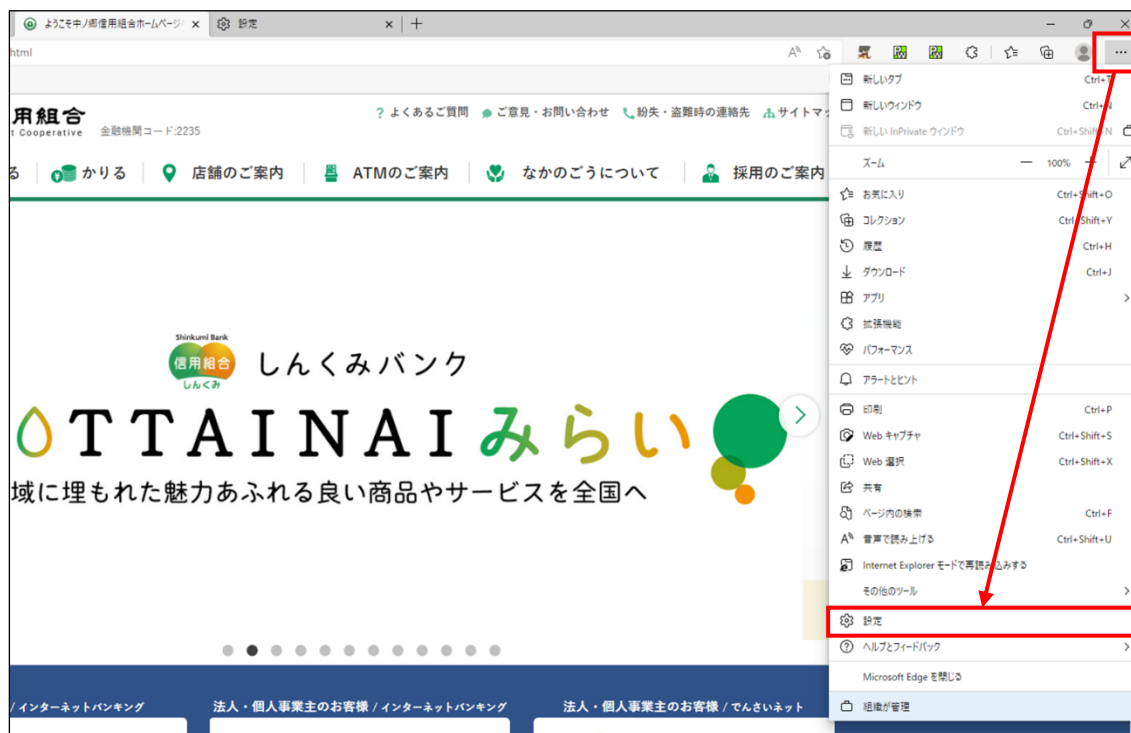 ようこそ中ノ郷信用組合ホームページ
設定
html
用組合
t Cooperative 金融機関コード:2235
? よくあるご質問 ご意見・お問い合わせ 紛失・盗難時の連絡先 サイトマッ
る かりる 店舗のご案内 ATMのご案内 なかのごうについて 採用のご案内
Shinkumi Bank
信用組合
しんくみ
しんくみバンク
OTTAINAIみらい
域に埋もれた魅力あふれる良い商品やサービスを全国へ
/ インターネットバンキング
法人・個人事業主のお客様 / インターネットバンキング
法人・個人事業主のお客様 / でんさいネット
新しいタブ Ctrl+T
新しいウィンドウ Ctrl+N
新しい InPrivate ウィンドウ Ctrl+Shift+N
ズーム 100%
お気に入り Ctrl+Shift+O
コレクション Ctrl+Shift+Y
履歴 Ctrl+H
ダウンロード Ctrl+J
アプリ
拡張機能
パフォーマンス
アラートとヒント
印刷 Ctrl+P
Web キャプチャ Ctrl+Shift+S
Web 選択 Ctrl+Shift+X
共有
ページ内の検索 Ctrl+F
音声で読み上げる Ctrl+Shift+U
Internet Explorer モードで再読み込みする
その他のツール
設定
ヘルプとフィードバック
Microsoft Edge を閉じる
組織が管理